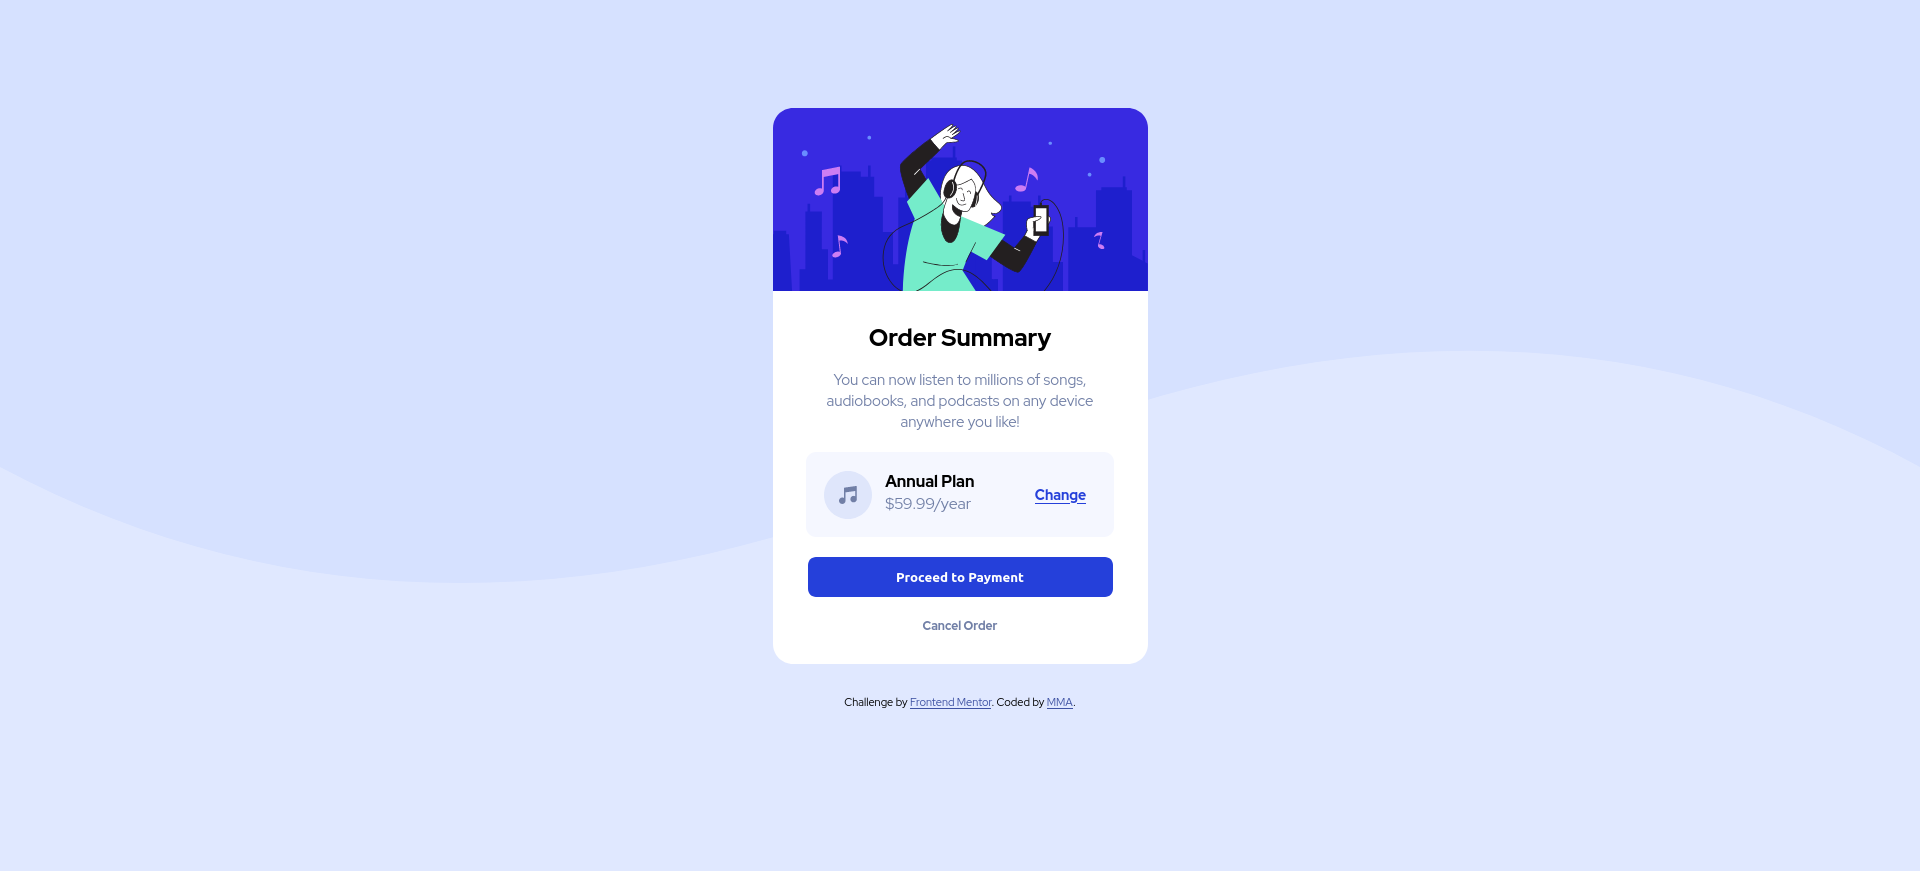 Order Summary
You can now listen to millions of songs,
audiobooks, and podcasts on any device
anywhere you like!
Annual Plan
$59.99/year
Change
Proceed to Payment
Cancel Order
Challenge by Frontend Mentor. Coded by MMA.